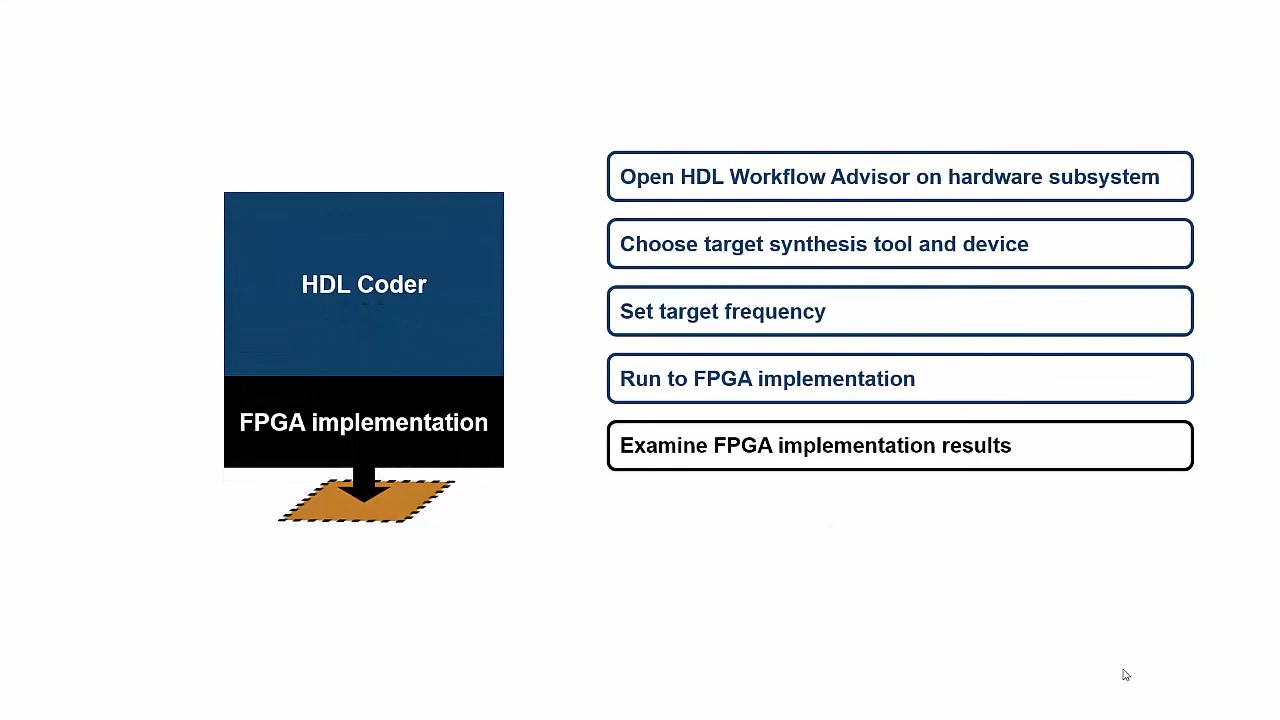 HDL Coder
FPGA implementation
Open HDL Workflow Advisor on hardware subsystem
Choose target synthesis tool and device
Set target frequency
Run to FPGA implementation
Examine FPGA implementation results